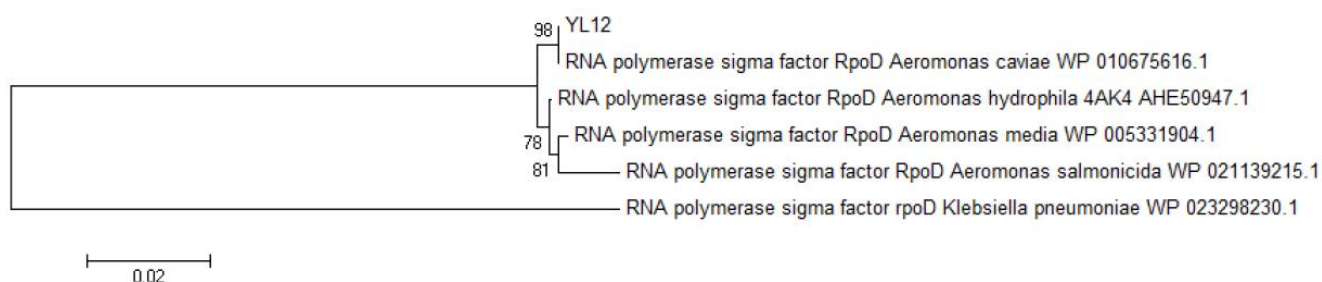 98 YL12
RNA polymerase sigma factor RpoD Aeromonas caviae WP 010675616.1
RNA polymerase sigma factor RpoD Aeromonas hydrophila 4AK4 AHE50947.1
78 RNA polymerase sigma factor RpoD Aeromonas media WP 005331904.1
81 RNA polymerase sigma factor RpoD Aeromonas salmonicida WP 021139215.1
RNA polymerase sigma factor rpoD Klebsiella pneumoniae WP 023298230.1
0.02